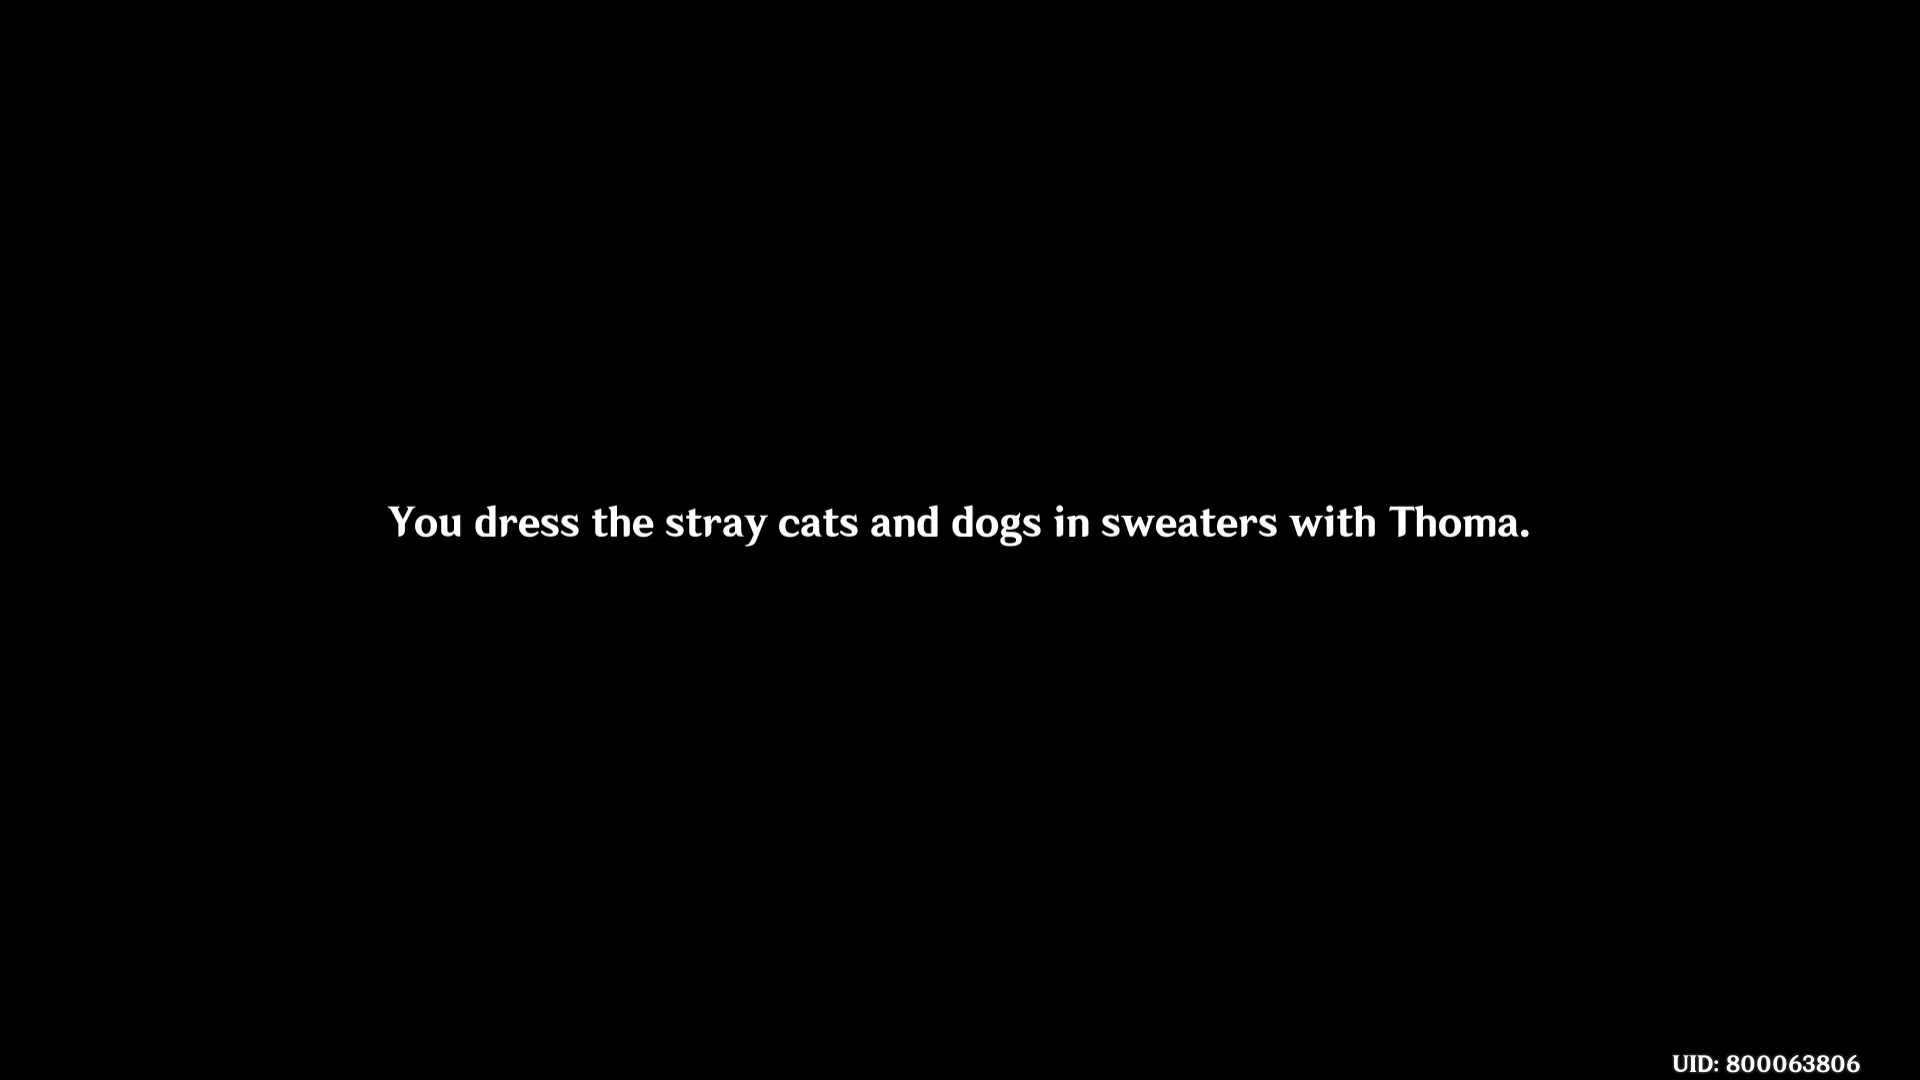 You dress the stray cats and dogs in sweaters with Thoma.
UID: 800063806